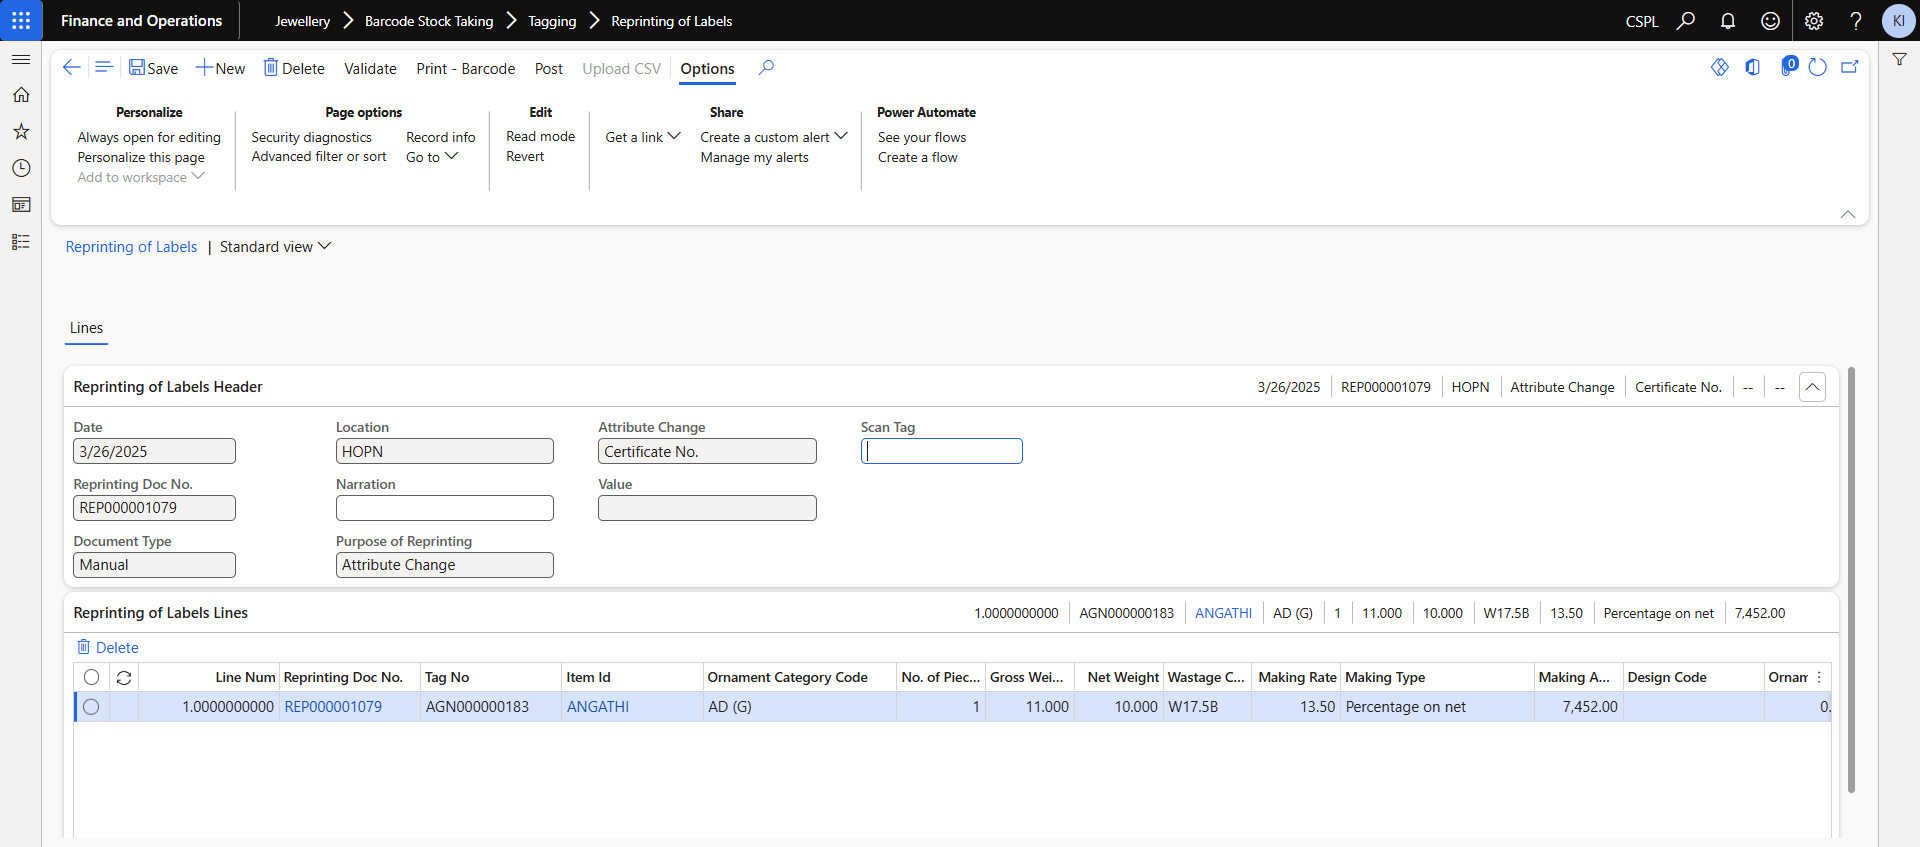 Finance and Operations
Jewellery > Barcode Stock Taking > Tagging > Reprinting of Labels
CSPL
KI
Save New Delete Validate Print - Barcode Post Upload CSV Options
0
Personalize Page options Edit Share Power Automate
Always open for editing Security diagnostics Record info Read mode Get a link Create a custom alert See your flows
Personalize this page Advanced filter or sort Go to Revert Manage my alerts Create a flow
Add to workspace
Reprinting of Labels | Standard view
Lines
Reprinting of Labels Header 3/26/2025 REP000001079 HOPN Attribute Change Certificate No. -- --
Date Location Attribute Change Scan Tag
3/26/2025 HOPN Certificate No.
Reprinting Doc No. Narration Value
REP000001079
Document Type Purpose of Reprinting
Manual Attribute Change
Reprinting of Labels Lines 1.0000000000 AGN000000183 ANGATHI AD (G) 1 11.000 10.000 W17.5B 13.50 Percentage on net 7,452.00
Delete
Line Num Reprinting Doc No. Tag No Item Id Ornament Category Code No. of Piec... Gross Wei... Net Weight Wastage C... Making Rate Making Type Making A... Design Code Ornam
1.0000000000 REP000001079 AGN000000183 ANGATHI AD (G) 1 11.000 10.000 W17.5B 13.50 Percentage on net 7,452.00 0.